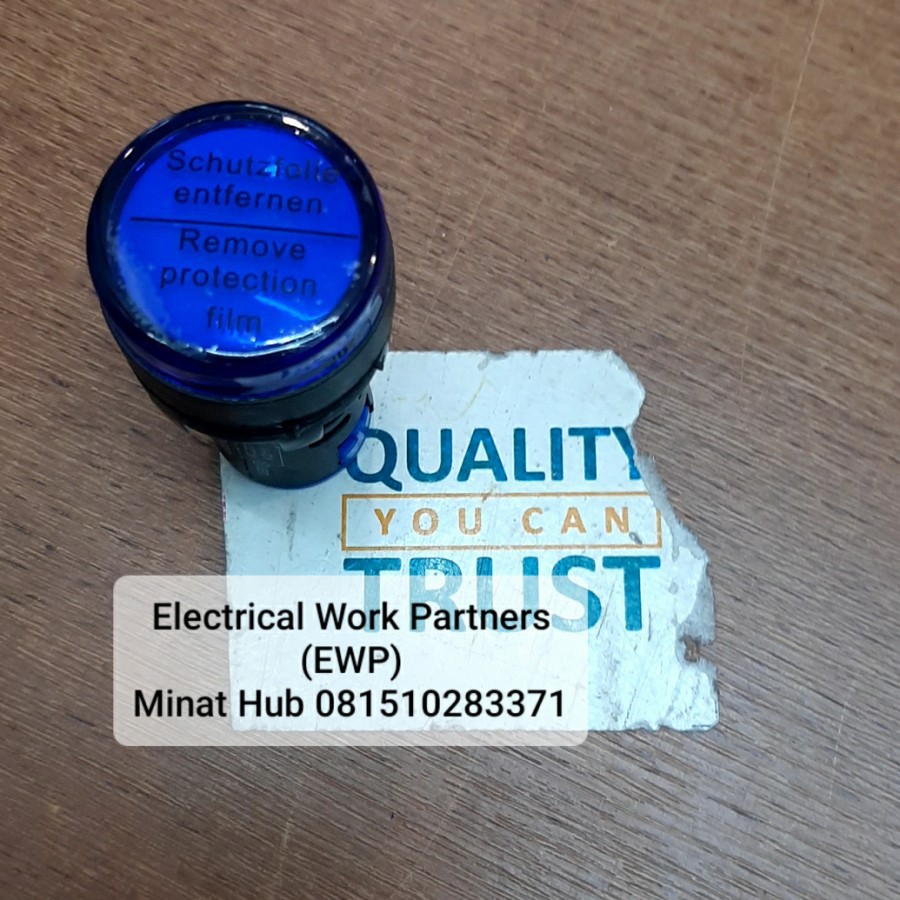 Schutzfolie
entfernen
Remove
protection
film
QUALITY
YOU CAN
TRUST
Electrical Work Partners
(EWP)
Minat Hub 081510283371